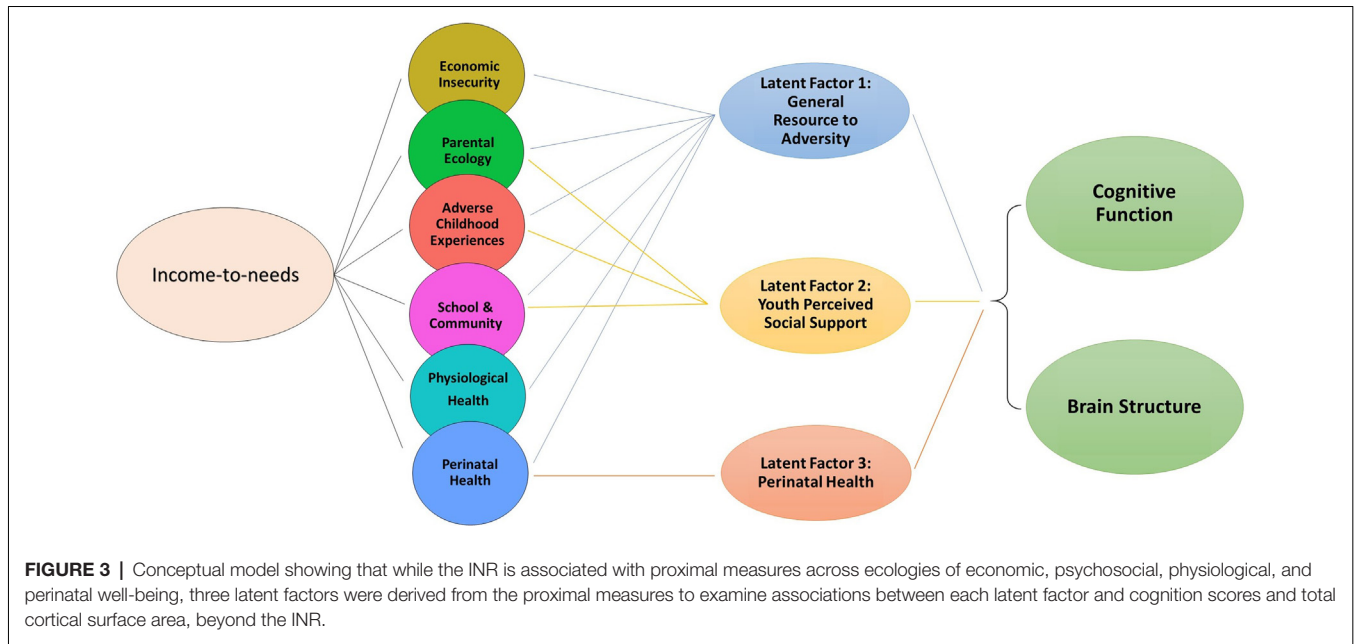 Income-to-needs
Economic
Insecurity
Parental
Ecology
Adverse
Childhood
Experiences
School &
Community
Physiological
Health
Perinatal
Health
Latent Factor 1:
General
Resource to
Adversity
Latent Factor 2:
Youth Perceived
Social Support
Latent Factor 3:
Perinatal Health
Cognitive
Function
Brain Structure
FIGURE 3 | Conceptual model showing that while the INR is associated with proximal measures across ecologies of economic, psychosocial, physiological, and
perinatal well-being, three latent factors were derived from the proximal measures to examine associations between each latent factor and cognition scores and total
cortical surface area, beyond the INR.